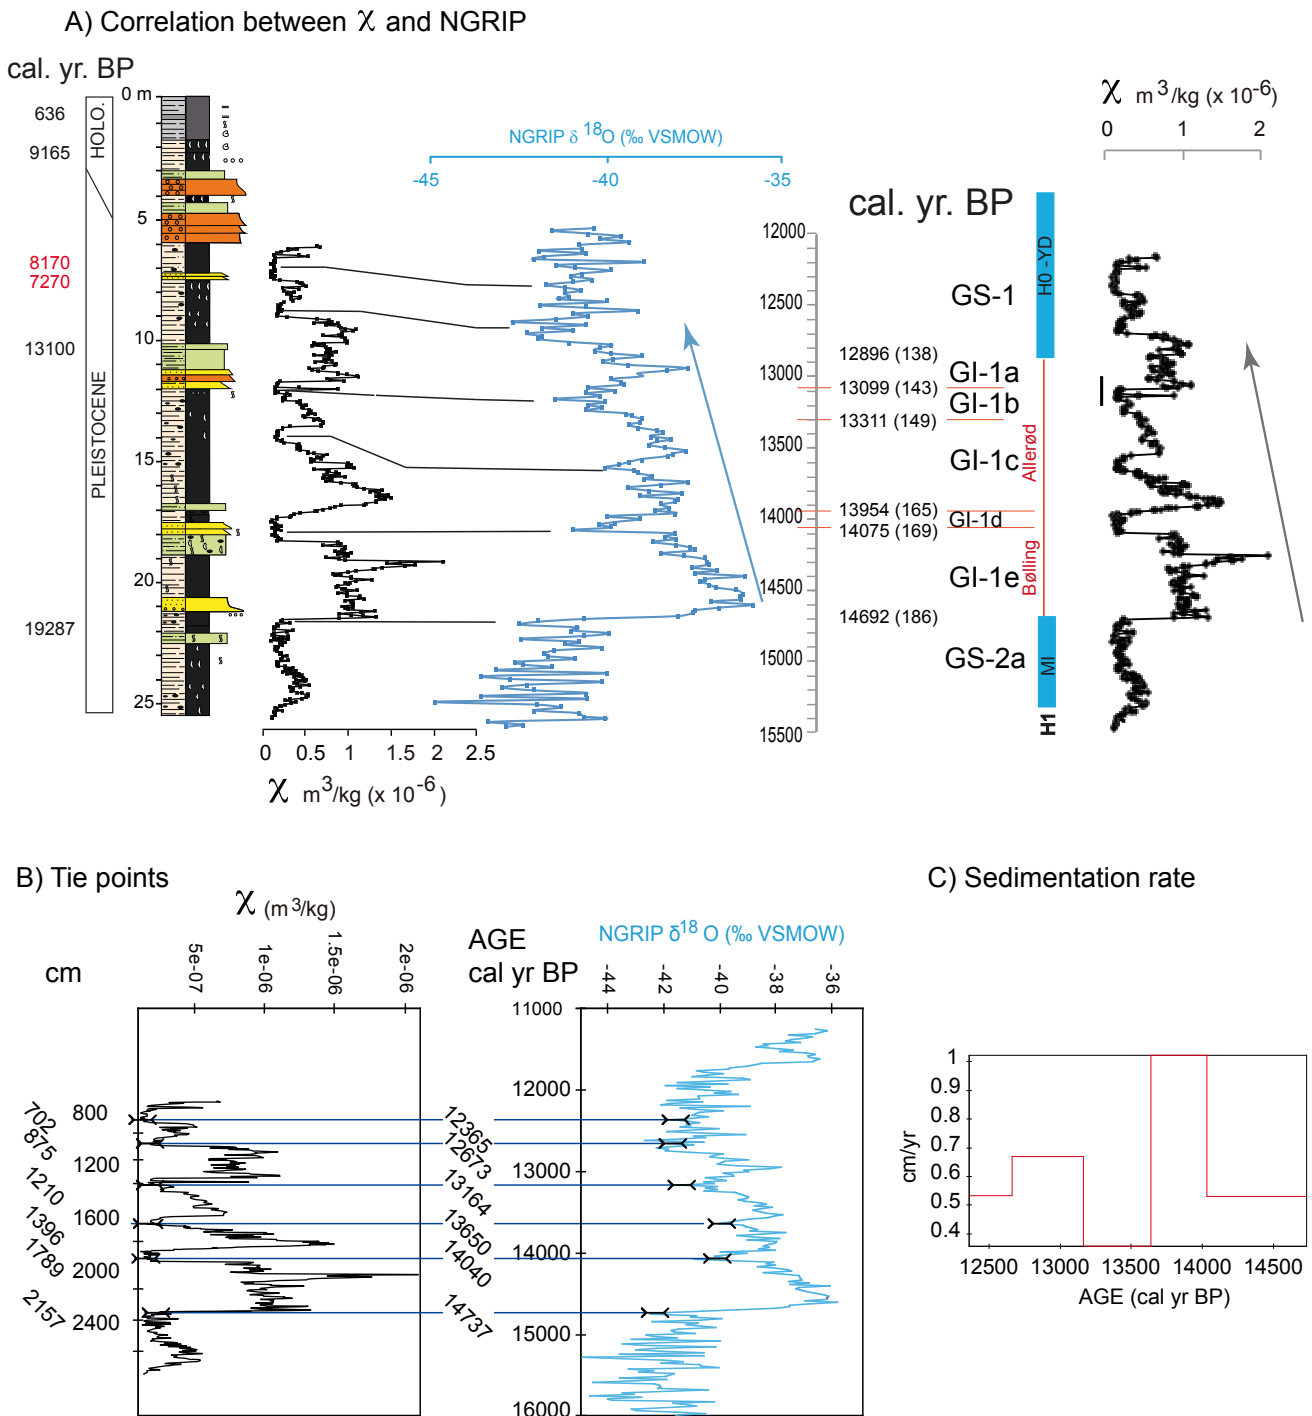 A) Correlation between χ and NGRIP
cal. yr. BP
0 m
636
9165
5
8170
7270
10
13100
15
20
19287
25
HOLO.
PLEISTOCENE
0 0.5 1 1.5 2 2.5
χ m³/kg (x 10⁻⁶)
NGRIP δ ¹⁸O (‰ VSMOW)
-45 -40 -35
cal. yr. BP
12000
12500
13000
13500
14000
14500
15000
15500
12896 (138)
13099 (143)
13311 (149)
13954 (165)
14075 (169)
14692 (186)
GS-1
GI-1a
GI-1b
GI-1c
GI-1d
GI-1e
GS-2a
Allerød
Bølling
H0 -YD
MI
H1
χ m³/kg (x 10⁻⁶)
0 1 2
B) Tie points
χ (m³/kg)
5e-07 1e-06 1.5e-06 2e-06
cm
800
1200
1600
2000
2400
702
875
1210
1396
1789
2157
AGE
cal yr BP
12365
12673
13164
13650
14040
14737
NGRIP δ¹⁸ O (‰ VSMOW)
-44 -42 -40 -38 -36
11000
12000
13000
14000
15000
16000
C) Sedimentation rate
cm/yr
1
0.9
0.8
0.7
0.6
0.5
0.4
12500 13000 13500 14000 14500
AGE (cal yr BP)